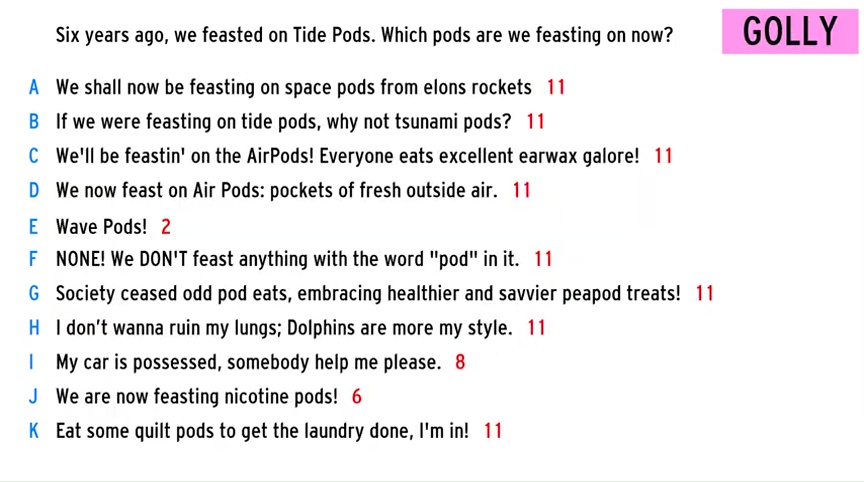 Six years ago, we feasted on Tide Pods. Which pods are we feasting on now?
GOLLY
A We shall now be feasting on space pods from elons rockets 11
B If we were feasting on tide pods, why not tsunami pods? 11
C We'll be feastin' on the AirPods! Everyone eats excellent earwax galore! 11
D We now feast on Air Pods: pockets of fresh outside air. 11
E Wave Pods! 2
F NONE! We DON'T feast anything with the word "pod" in it. 11
G Society ceased odd pod eats, embracing healthier and savvier peapod treats! 11
H I don’t wanna ruin my lungs; Dolphins are more my style. 11
I My car is possessed, somebody help me please. 8
J We are now feasting nicotine pods! 6
K Eat some quilt pods to get the laundry done, I'm in! 11